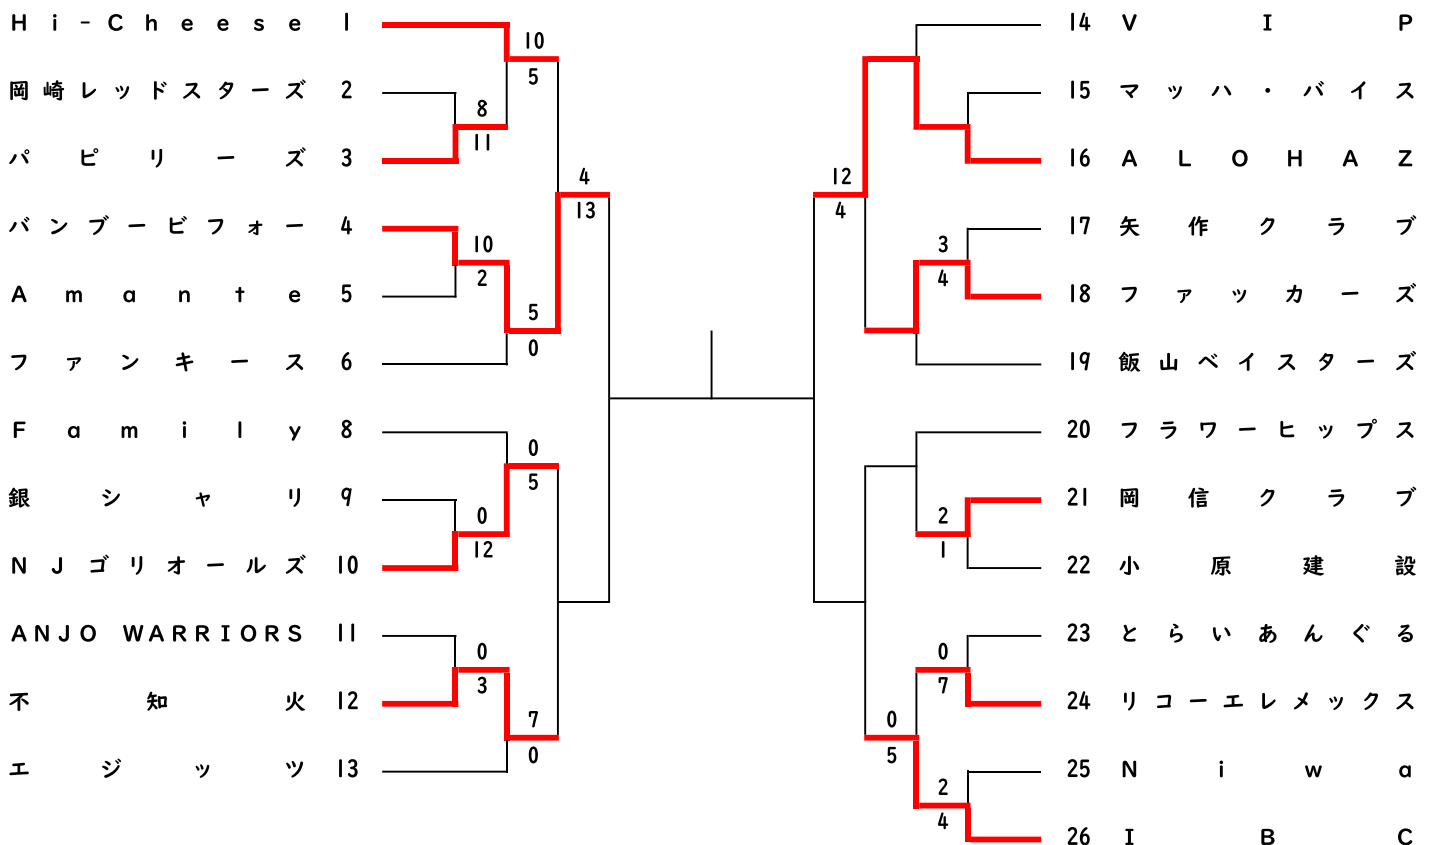 Hi-Cheese 1
岡崎レッドスターズ 2
パピリーズ 3
バンブービフォー 4
Amante 5
ファンキース 6
Family 8
銀シャリ 9
NJゴリオールズ 10
ANJO WARRIORS 11
不知火 12
エジッツ 13
10
5
8
11
4
13
10
2
5
0
0
5
0
12
0
3
7
0
12
4
3
4
2
1
0
7
0
5
2
4
14 VIP
15 マッハ・バイス
16 ALOHAZ
17 矢作クラブ
18 ファッカーズ
19 飯山ベイスターズ
20 フラワーヒップス
21 岡信クラブ
22 小原建設
23 とらいあんぐる
24 リコーエレメックス
25 Niwa
26 IBC